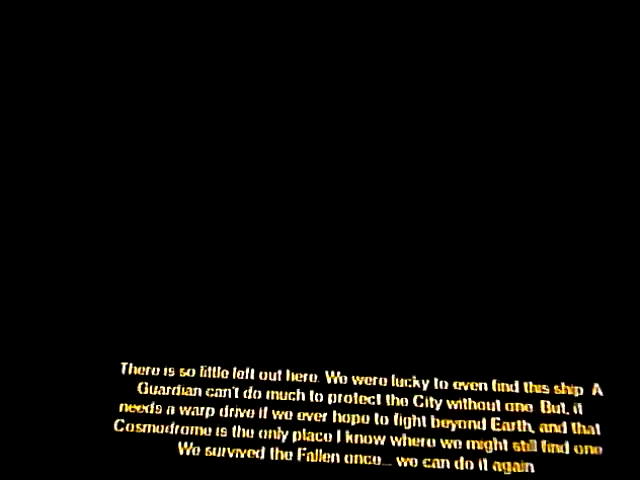 There is so little left out here. We were lucky to even find this ship. A
Guardian can't do much to protect the City without one. But, it
needs a warp drive if we ever hope to fight beyond Earth, and that
Cosmodrome is the only place I know where we might still find one
We survived the Fallen once... we can do it again